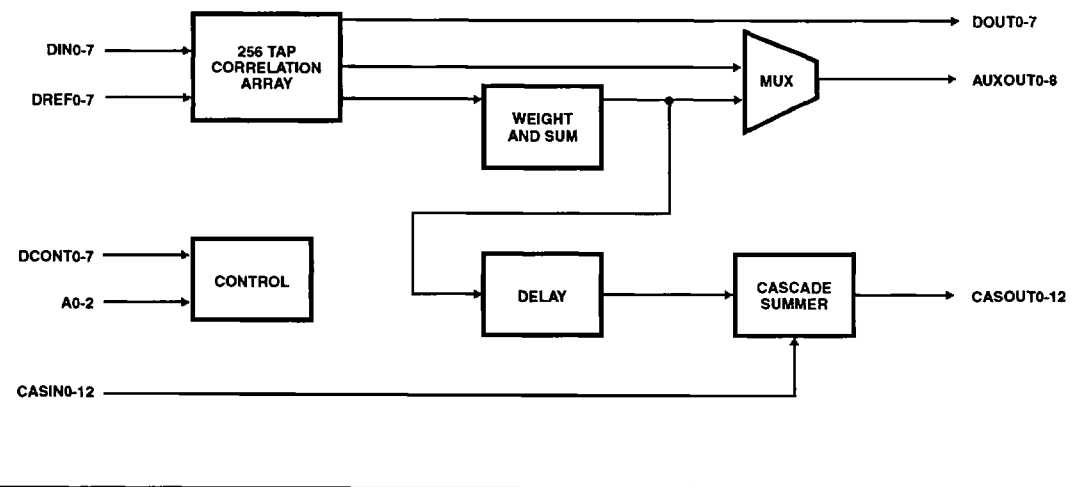 DIN0-7
DREF0-7
256 TAP
CORRELATION
ARRAY
WEIGHT
AND SUM
MUX
DOUT0-7
AUXOUT0-8
DCONT0-7
A0-2
CONTROL
DELAY
CASCADE
SUMMER
CASOUT0-12
CASIN0-12